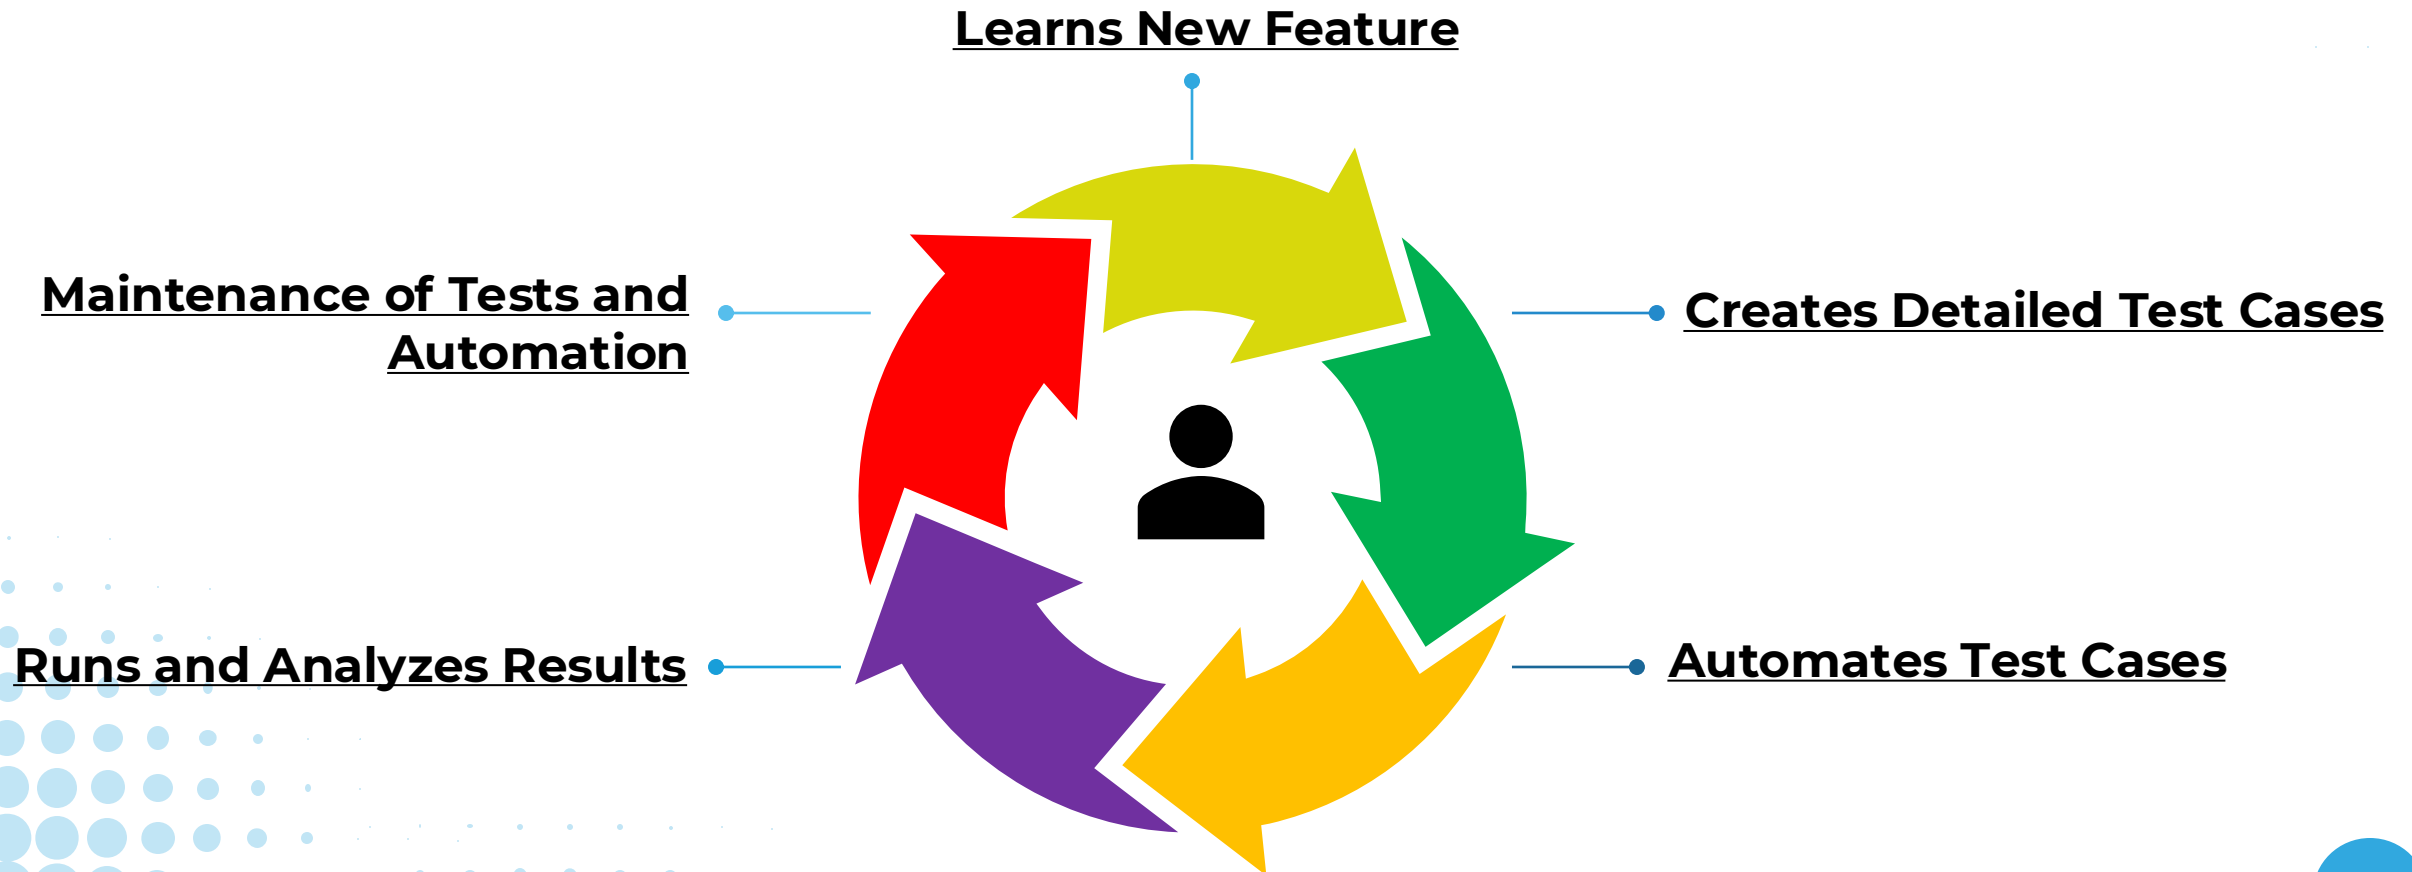 Learns New Feature
Maintenance of Tests and
Automation
Creates Detailed Test Cases
Runs and Analyzes Results
Automates Test Cases